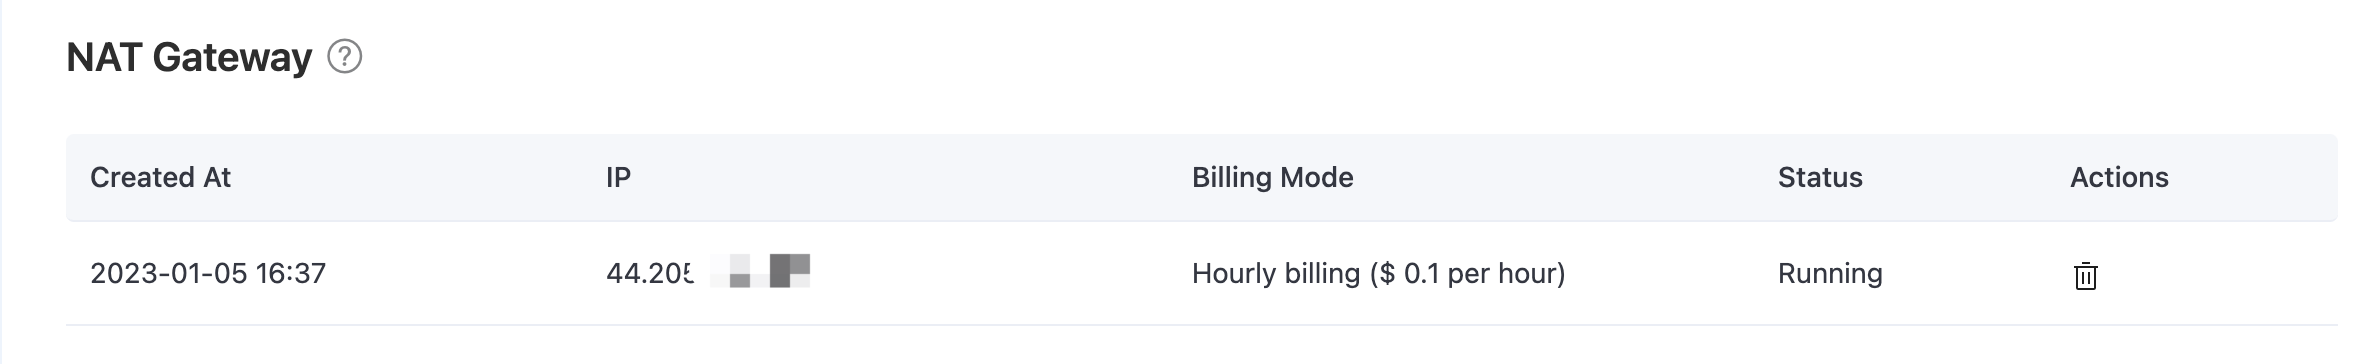 NAT Gateway ?
Created At IP Billing Mode Status Actions
2023-01-05 16:37 44.20 Hourly billing ($ 0.1 per hour) Running